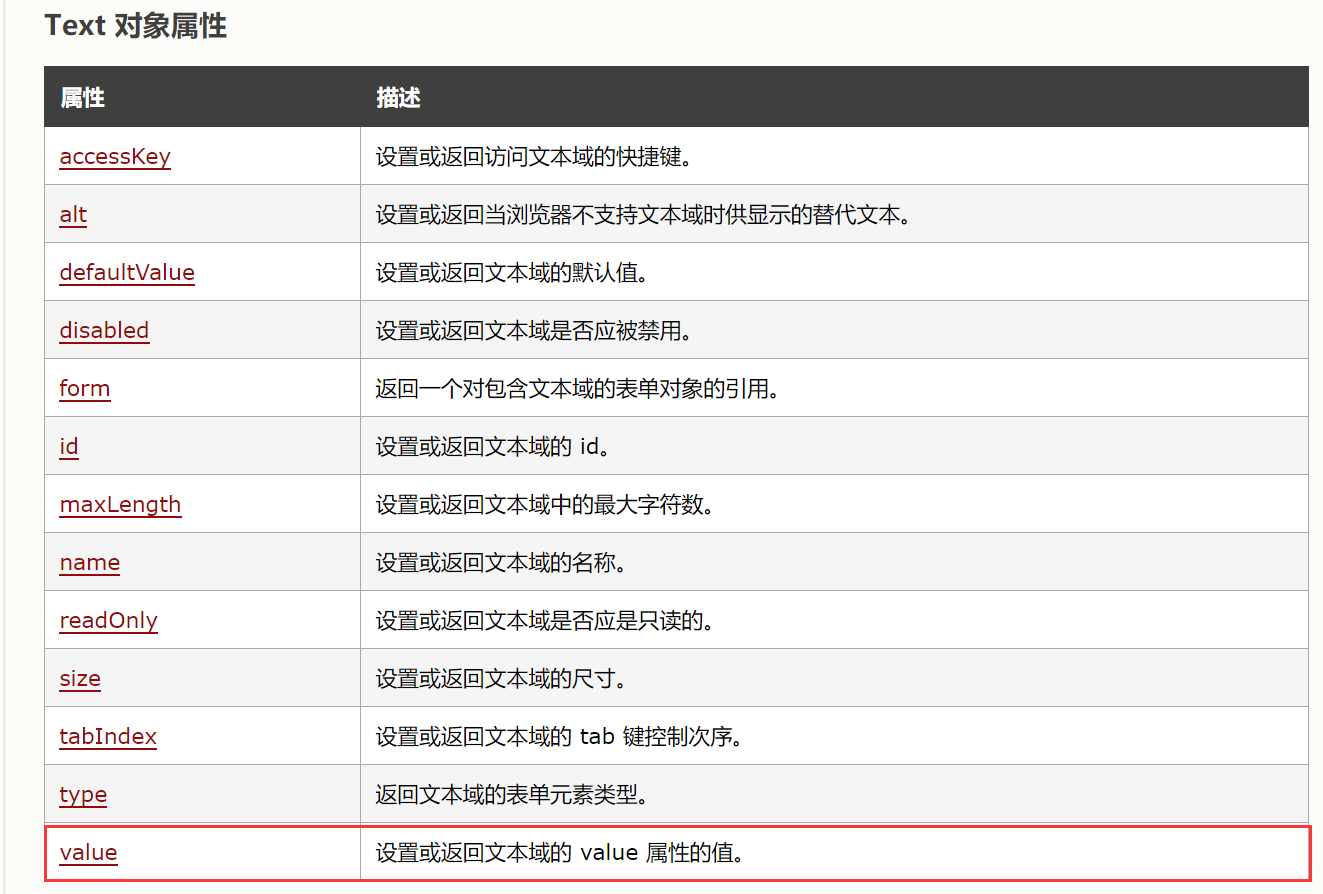 Text 对象属性
属性 描述
accessKey 设置或返回访问文本域的快捷键。
alt 设置或返回当浏览器不支持文本域时供显示的替代文本。
defaultValue 设置或返回文本域的默认值。
disabled 设置或返回文本域是否应被禁用。
form 返回一个对包含文本域的表单对象的引用。
id 设置或返回文本域的 id。
maxLength 设置或返回文本域中的最大字符数。
name 设置或返回文本域的名称。
readOnly 设置或返回文本域是否应是只读的。
size 设置或返回文本域的尺寸。
tabIndex 设置或返回文本域的 tab 键控制次序。
type 返回文本域的表单元素类型。
value 设置或返回文本域的 value 属性的值。